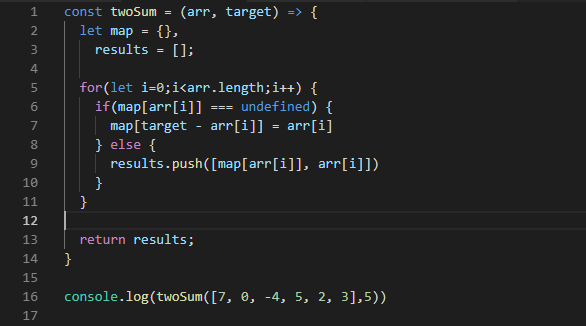 1 const twoSum = (arr, target) => {
2   let map = {},
3     results = [];
4
5   for(let i=0;i<arr.length;i++) {
6     if(map[arr[i]] === undefined) {
7       map[target - arr[i]] = arr[i]
8     } else {
9       results.push([map[arr[i]], arr[i]])
10     }
11   }
12
13   return results;
14 }
15
16 console.log(twoSum([7, 0, -4, 5, 2, 3],5))
17